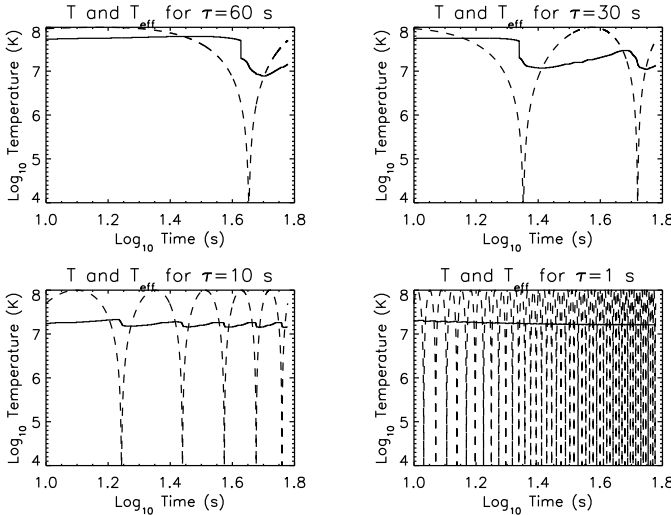 T and T_eff for τ=60 s
Log₁₀ Temperature (K)
8
7
6
5
4
1.0 1.2 1.4 1.6 1.8
Log₁₀ Time (s)
T and T_eff for τ=30 s
Log₁₀ Temperature (K)
8
7
6
5
4
1.0 1.2 1.4 1.6 1.8
Log₁₀ Time (s)
T and T_eff for τ=10 s
Log₁₀ Temperature (K)
8
7
6
5
4
1.0 1.2 1.4 1.6 1.8
Log₁₀ Time (s)
T and T_eff for τ=1 s
Log₁₀ Temperature (K)
8
7
6
5
4
1.0 1.2 1.4 1.6 1.8
Log₁₀ Time (s)